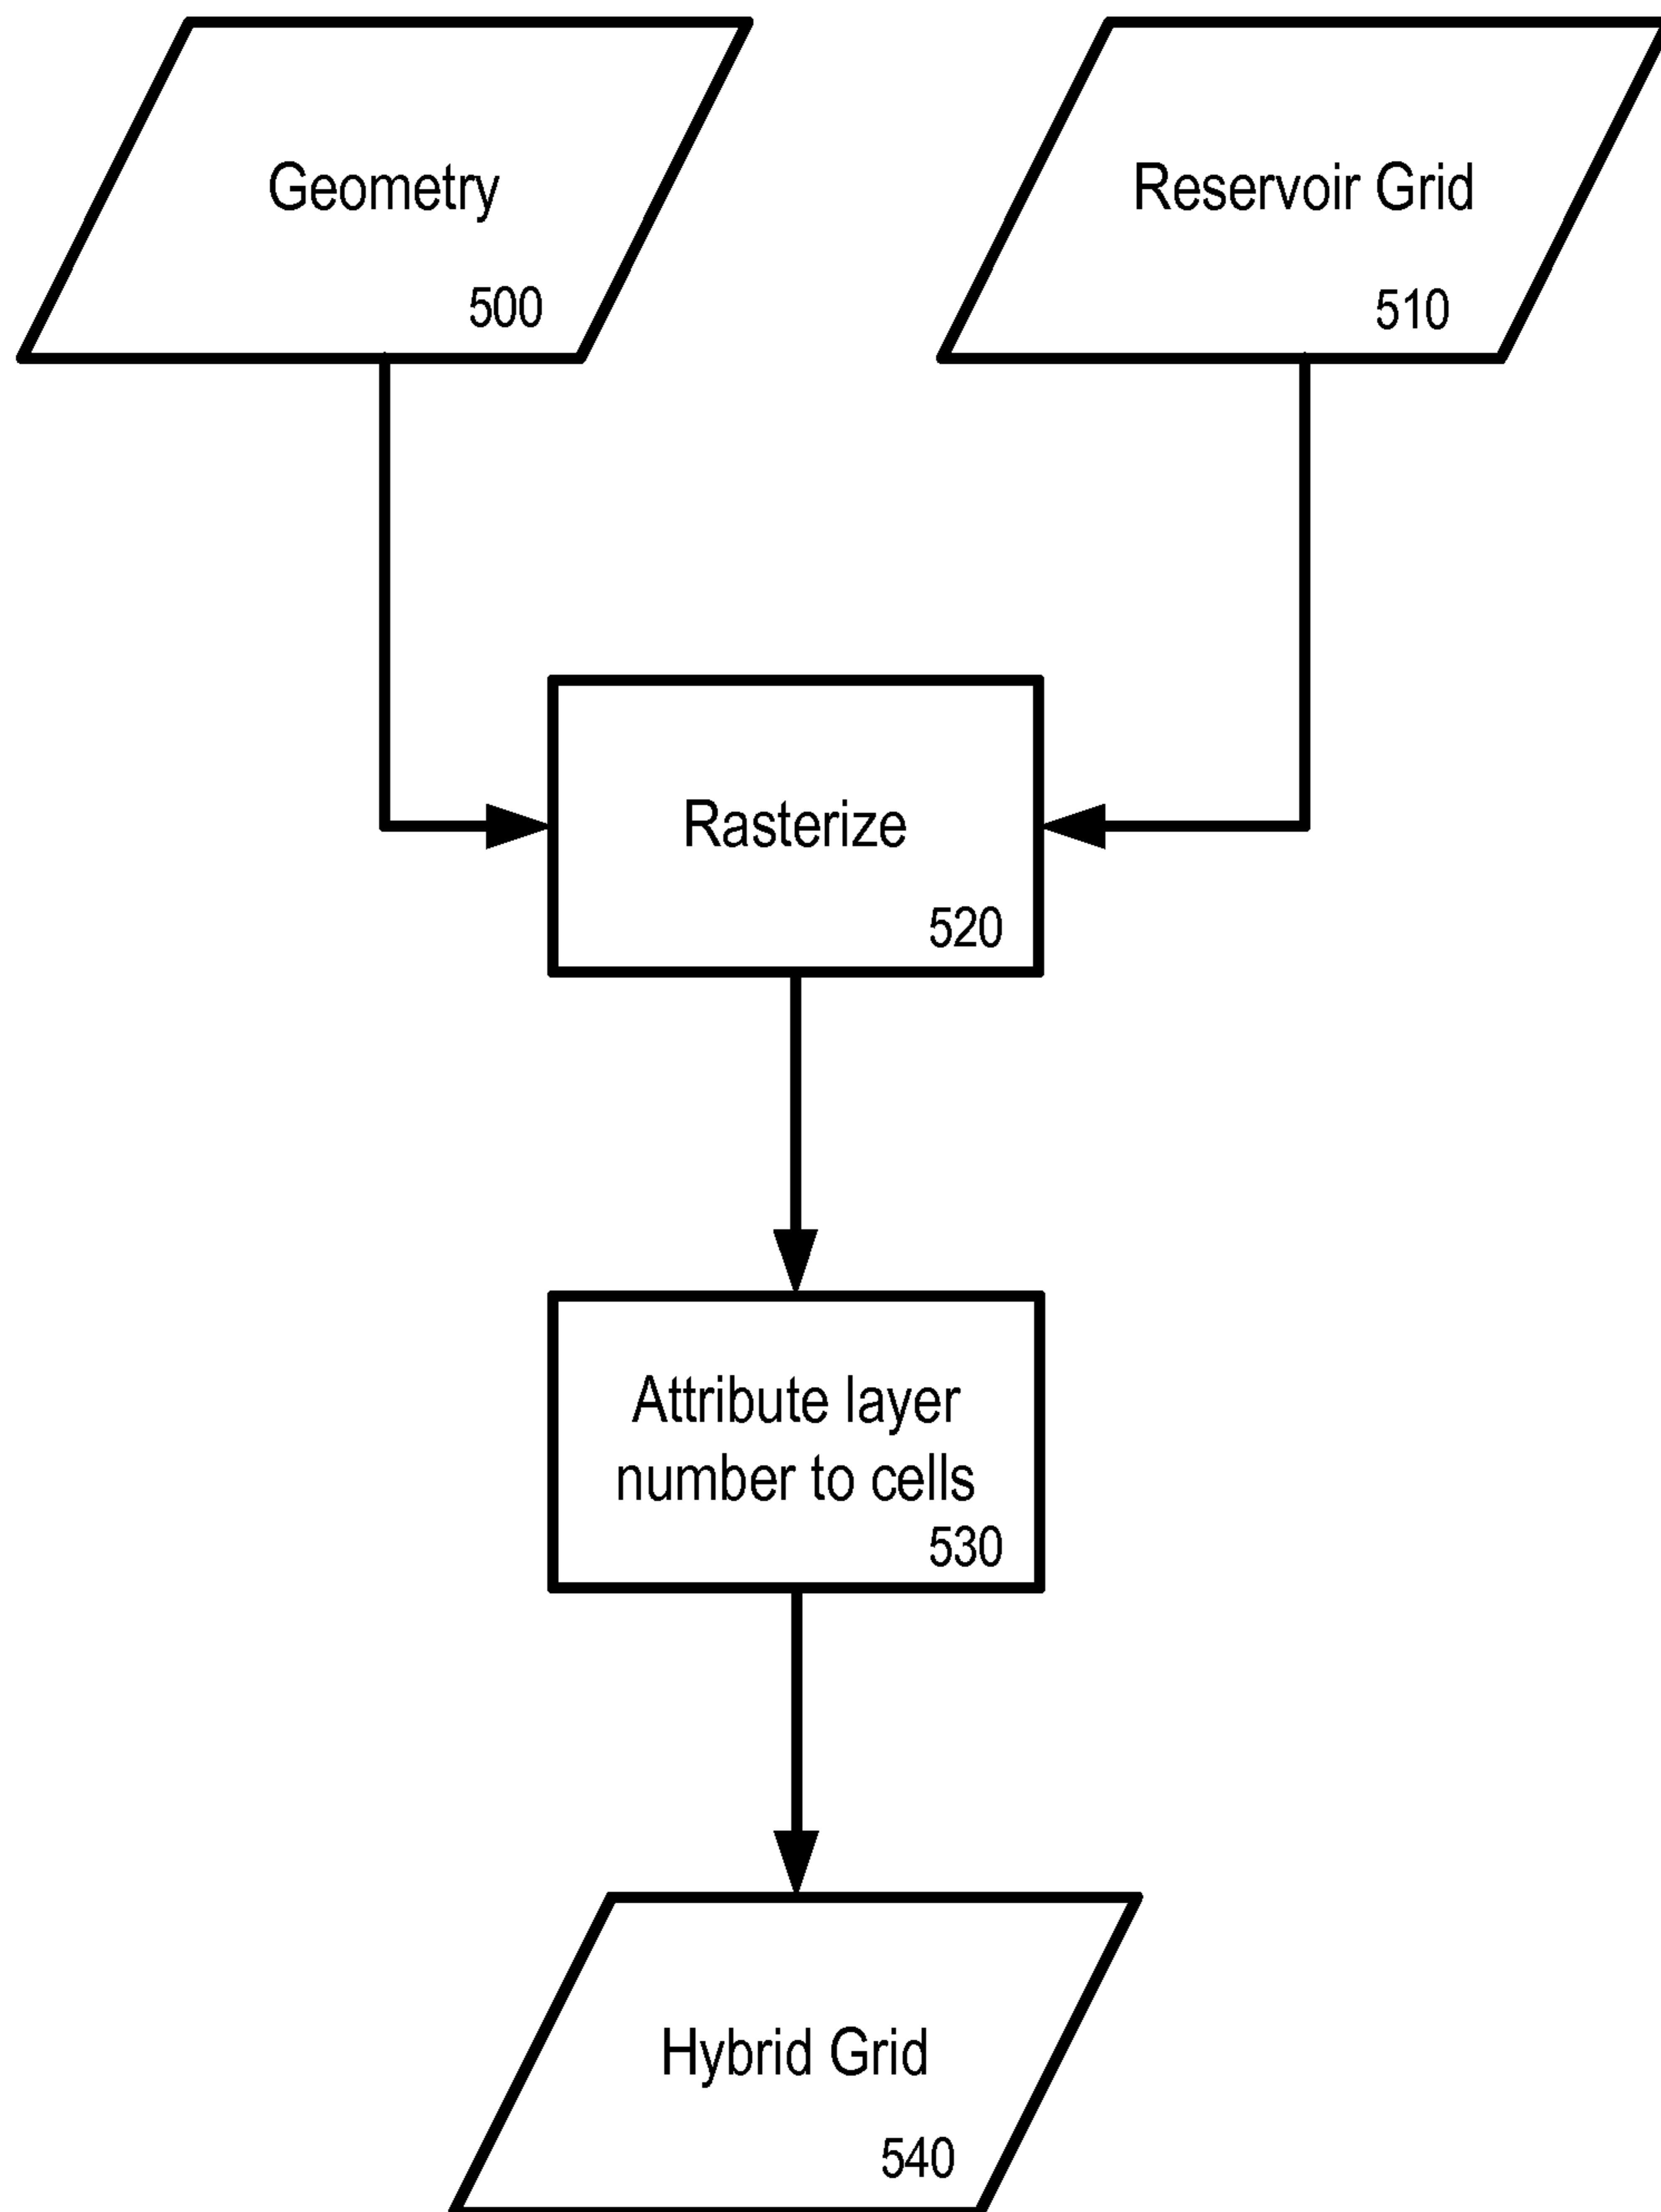 Geometry
500
Reservoir Grid
510
Rasterize
520
Attribute layer
number to cells
530
Hybrid Grid
540